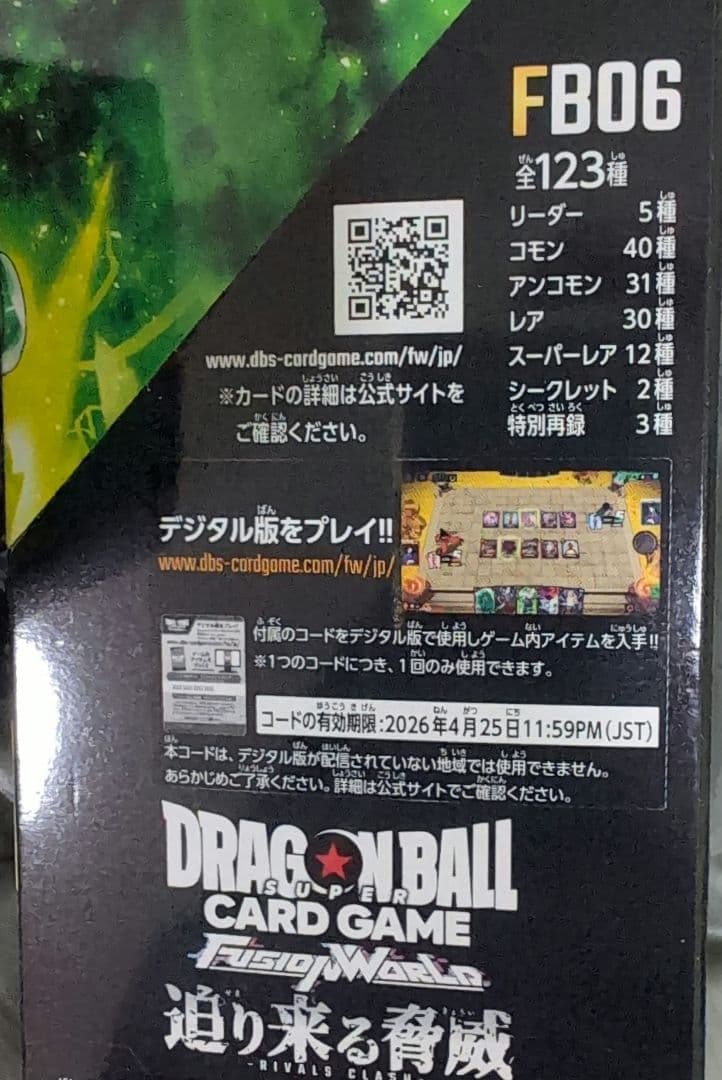 FB06
全123種
リーダー 5種
コモン 40種
アンコモン 31種
レア 30種
スーパーレア 12種
シークレット 2種
特別再録 3種
www.dbs-cardgame.com/fw/jp/
※カードの詳細は公式サイトを
ご確認ください。
デジタル版をプレイ!!
www.dbs-cardgame.com/fw/jp/
付属のコードをデジタル版で使用しゲーム内アイテムを入手!!
※1つのコードにつき、1回のみ使用できます。
コードの有効期限:2026年4月25日11:59PM(JST)
本コードは、デジタル版が配信されていない地域では使用できません。
あらかじめご了承ください。詳細は公式サイトでご確認ください。
DRAGON BALL
SUPER
CARD GAME
FUSION WORLD
迫り来る脅威
-RIVALS CLASH-